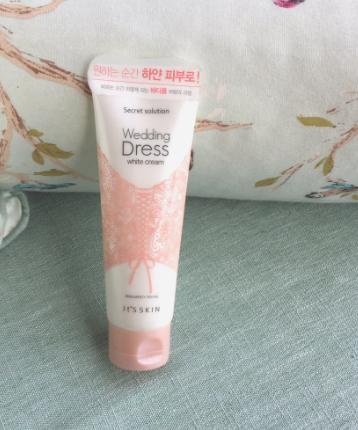 원하는 순간 하얀 피부로!
Secret solution
Wedding
Dress
white cream
IT'S SKIN